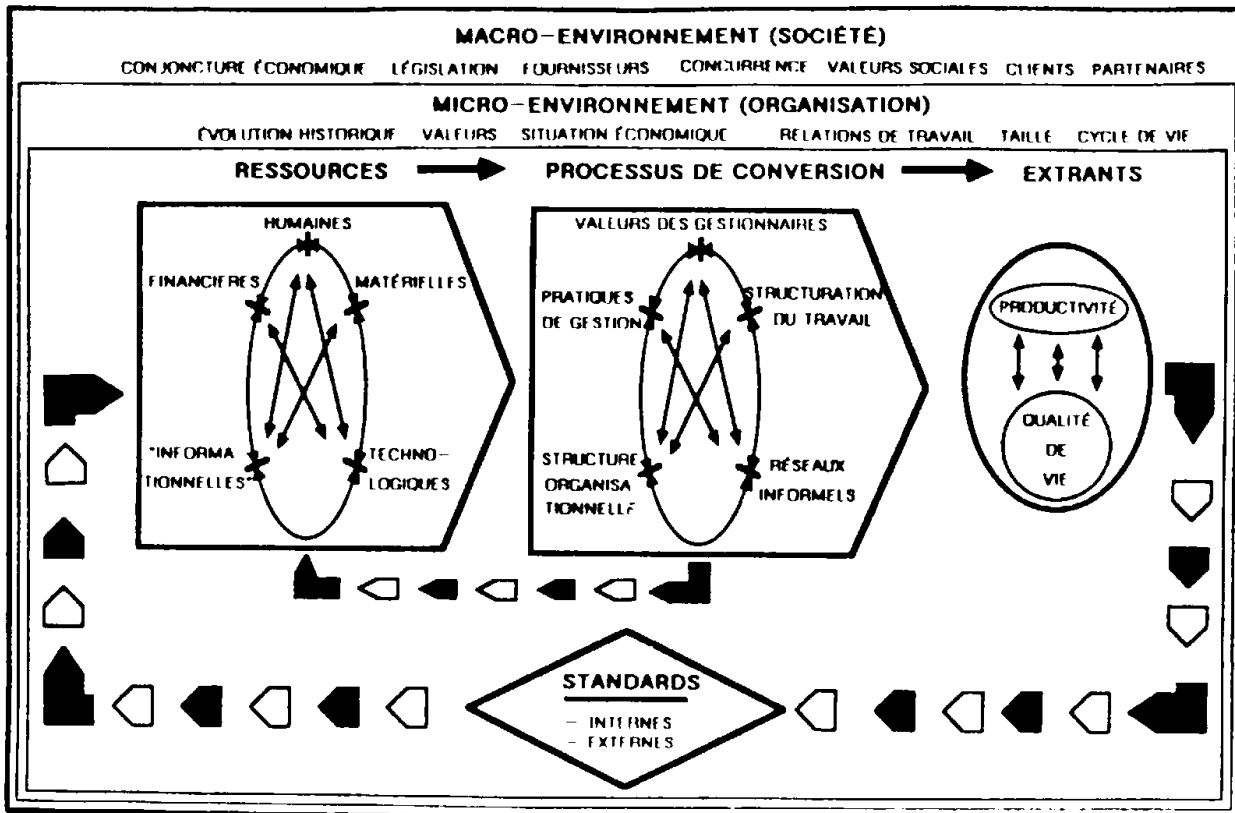 MACRO-ENVIRONNEMENT (SOCIÉTÉ)
CONJONCTURE ÉCONOMIQUE LÉGISLATION FOURNISSEURS CONCURRENCE VALEURS SOCIALES CLIENTS PARTENAIRES
MICRO-ENVIRONNEMENT (ORGANISATION)
ÉVOLUTION HISTORIQUE VALEURS SITUATION ÉCONOMIQUE RELATIONS DE TRAVAIL TAILLE CYCLE DE VIE
RESSOURCES PROCESSUS DE CONVERSION EXTRANTS
HUMAINES
FINANCIERES MATÉRIELLES
"INFORMA
TIONNELLES"
TECHNO-
LOGIQUES
VALEURS DES GESTIONNAIRES
PRATIQUES
DE GESTION
STRUCTURATION
DU TRAVAIL
STRUCTURE
ORGANISA
TIONNELLE
RÉSEAUX
INFORMELS
PRODUCTIVITÉ
QUALITÉ
DE
VIE
STANDARDS
- INTERNES
- EXTERNES